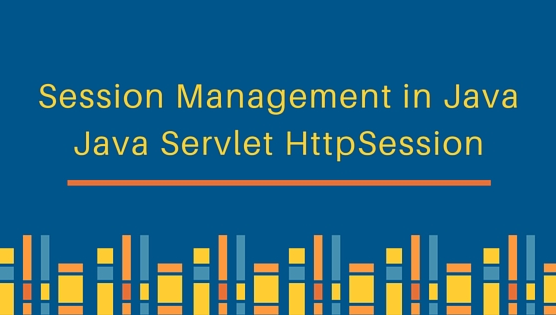 Session Management in Java
Java Servlet HttpSession